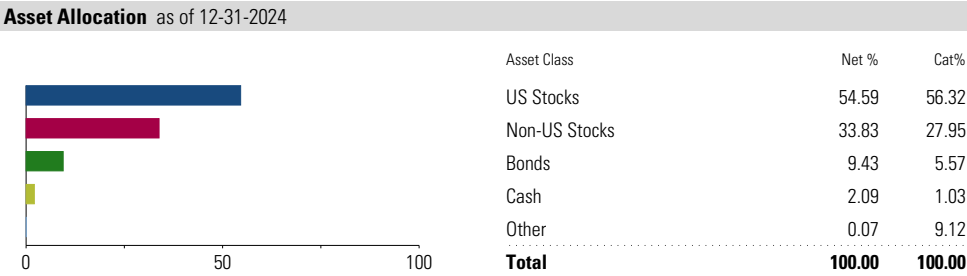 Asset Allocation as of 12-31-2024
Asset Class Net % Cat%
US Stocks 54.59 56.32
Non-US Stocks 33.83 27.95
Bonds 9.43 5.57
Cash 2.09 1.03
Other 0.07 9.12
0 50 100
Total 100.00 100.00